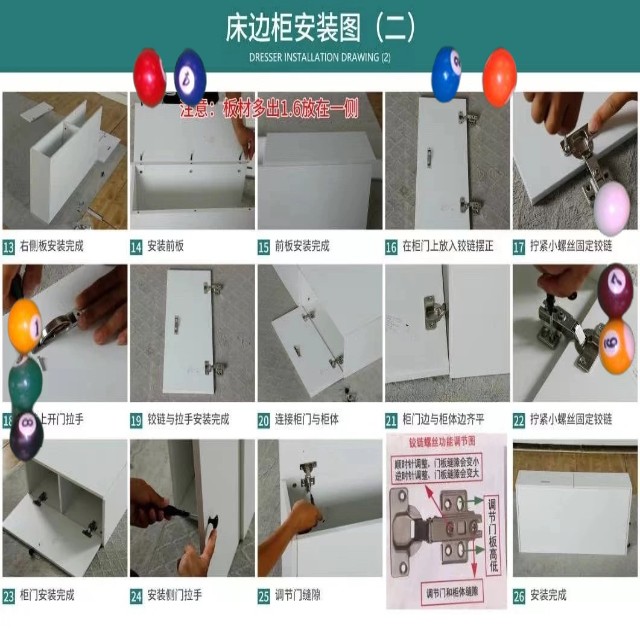 床边柜安装图（二）
DRESSER INSTALLATION DRAWING (2)
注意：板材多出1.6放在一侧
13 右侧板安装完成
14 安装前板
15 前板安装完成
16 在柜门上放入铰链摆正
17 拧紧小螺丝固定铰链
18 上开门拉手
19 铰链与拉手安装完成
20 连接柜门与柜体
21 柜门边与柜体边齐平
22 拧紧小螺丝固定铰链
铰链螺丝功能调节图
顺时针调整，门板缝隙会变小
逆时针调整，门板缝隙会变大
调节门板高低
调节门和柜体缝隙
23 柜门安装完成
24 安装侧门拉手
25 调节门缝隙
26 安装完成
1
8
7
9